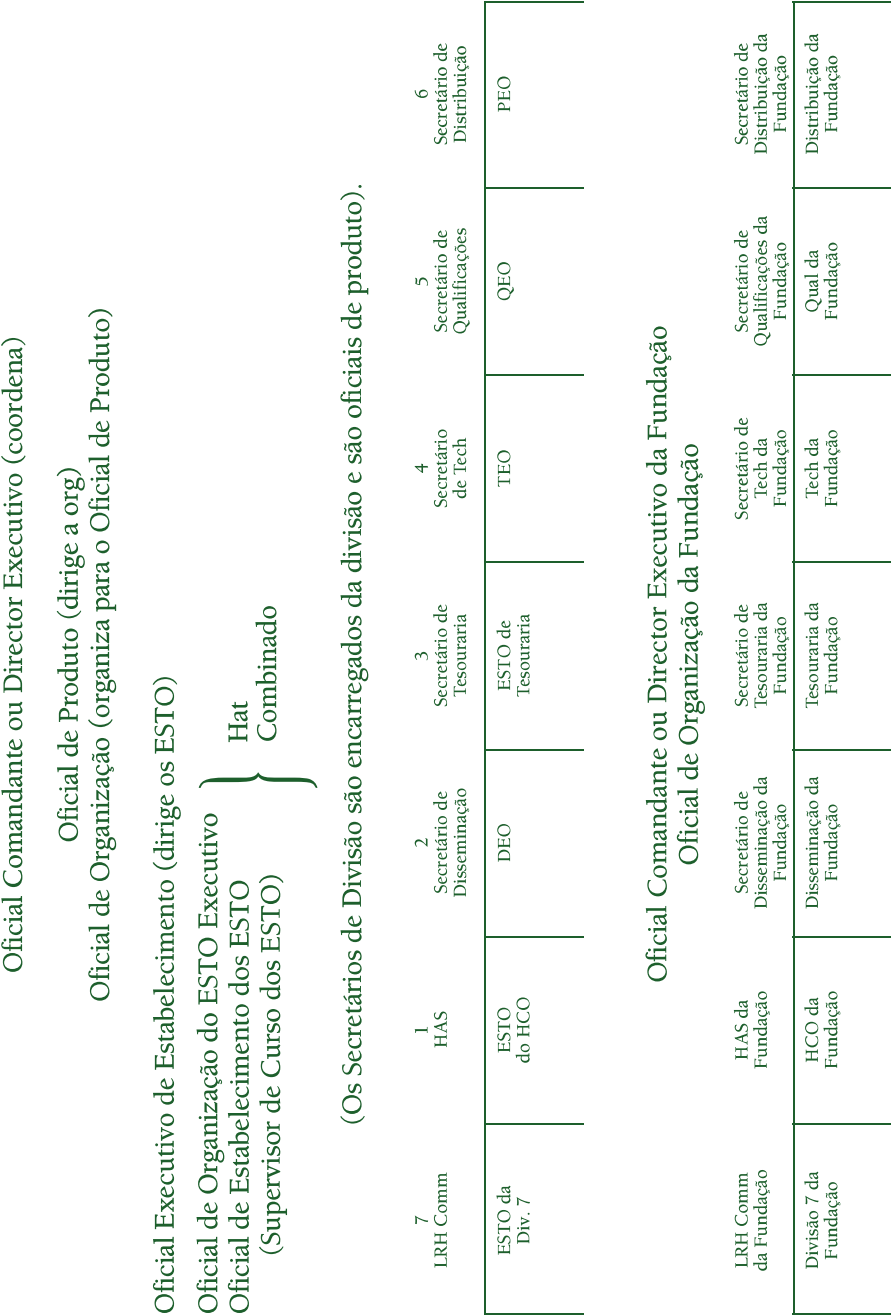 Oficial Comandante ou Director Executivo (coordena)
Oficial de Produto (dirige a org)
Oficial de Organização (organiza para o Oficial de Produto)
Oficial Executivo de Estabelecimento (dirige os ESTO)
Oficial de Organização do ESTO Executivo
Oficial de Estabelecimento dos ESTO
(Supervisor de Curso dos ESTO)
Hat
Combinado
(Os Secretários de Divisão são encarregados da divisão e são oficiais de produto).
7
LRH Comm
1
HAS
2
Secretário de
Disseminação
3
Secretário de
Tesouraria
4
Secretário
de Tech
5
Secretário de
Qualificações
6
Secretário de
Distribuição
ESTO da
Div. 7
ESTO
do HCO
DEO
ESTO de
Tesouraria
TEO
QEO
PEO
Oficial Comandante ou Director Executivo da Fundação
Oficial de Organização da Fundação
LRH Comm
da Fundação
HAS da
Fundação
Secretário de
Disseminação da
Fundação
Secretário de
Tesouraria da
Fundação
Secretário de
Tech da
Fundação
Secretário de
Qualificações da
Fundação
Secretário de
Distribuição da
Fundação
Divisão 7 da
Fundação
HCO da
Fundação
Disseminação da
Fundação
Tesouraria da
Fundação
Tech da
Fundação
Qual da
Fundação
Distribuição da
Fundação